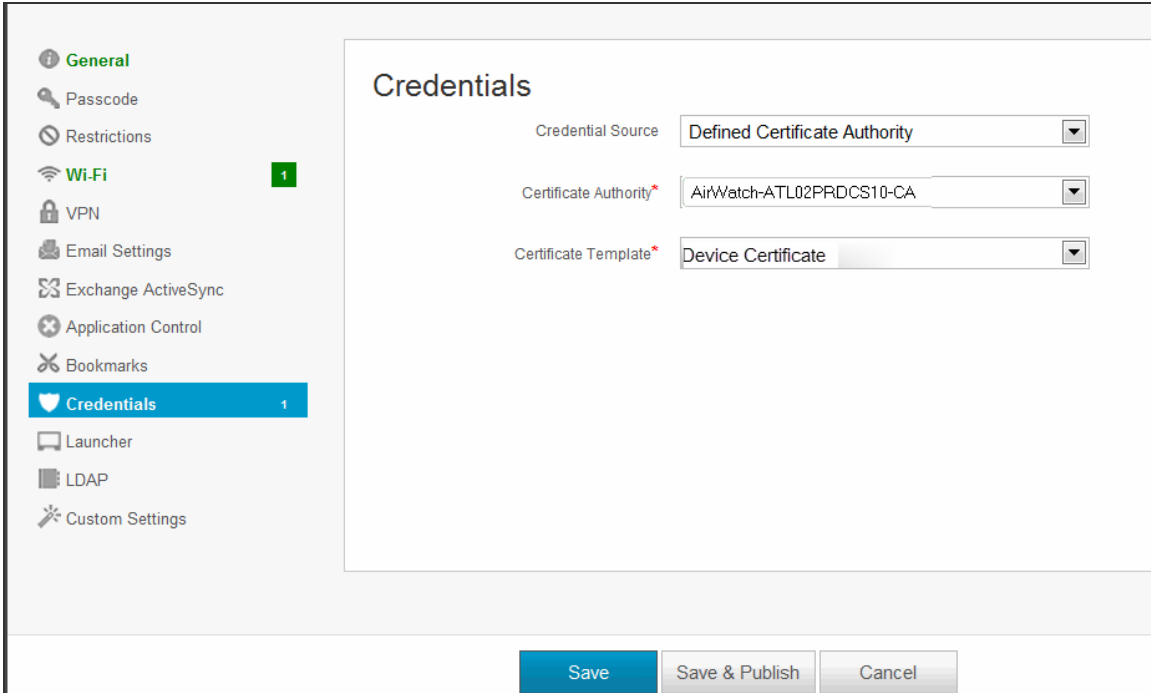 General
Passcode
Restrictions
Wi-Fi 1
VPN
Email Settings
Exchange ActiveSync
Application Control
Bookmarks
Credentials 1
Launcher
LDAP
Custom Settings
Credentials
Credential Source Defined Certificate Authority
Certificate Authority* AirWatch-ATL02PRDCS10-CA
Certificate Template* Device Certificate
Save Save & Publish Cancel